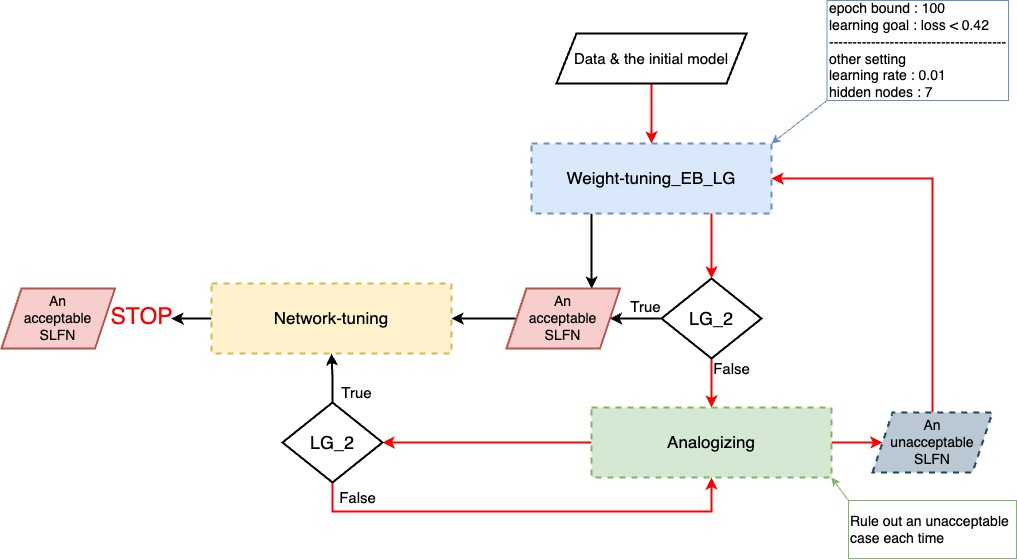 epoch bound : 100
learning goal : loss < 0.42
---------------------------------------
other setting
learning rate : 0.01
hidden nodes : 7
Data & the initial model
Weight-tuning_EB_LG
An
acceptable
SLFN
STOP
Network-tuning
An
acceptable
SLFN
True
LG_2
False
True
LG_2
False
Analogizing
An
unacceptable
SLFN
Rule out an unacceptable
case each time